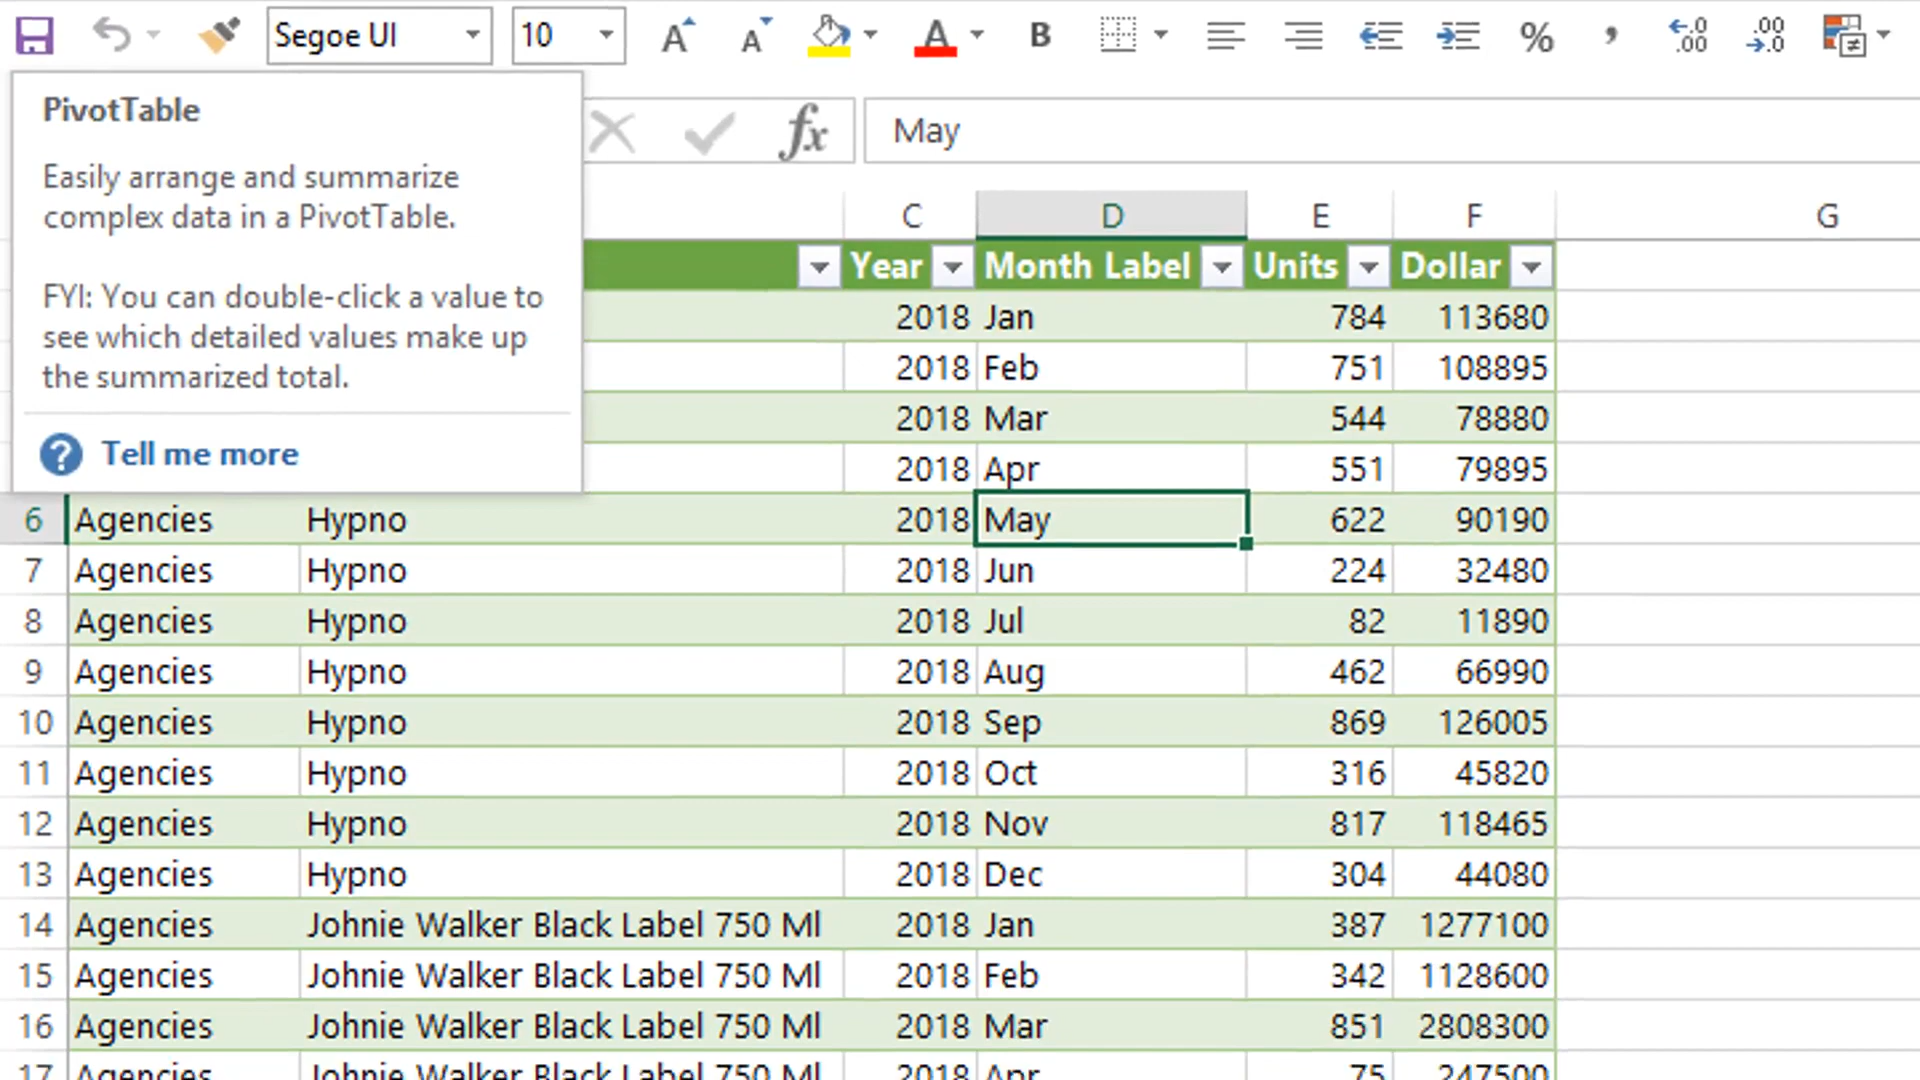 Segoe UI 10 A A A B % , ←.0 .00 .00 →.0
PivotTable
Easily arrange and summarize
complex data in a PivotTable.
FYI: You can double-click a value to
see which detailed values make up
the summarized total.
? Tell me more
fx May
C D E F G
Year Month Label Units Dollar
2018 Jan 784 113680
2018 Feb 751 108895
2018 Mar 544 78880
2018 Apr 551 79895
6 Agencies Hypno 2018 May 622 90190
7 Agencies Hypno 2018 Jun 224 32480
8 Agencies Hypno 2018 Jul 82 11890
9 Agencies Hypno 2018 Aug 462 66990
10 Agencies Hypno 2018 Sep 869 126005
11 Agencies Hypno 2018 Oct 316 45820
12 Agencies Hypno 2018 Nov 817 118465
13 Agencies Hypno 2018 Dec 304 44080
14 Agencies Johnie Walker Black Label 750 Ml 2018 Jan 387 1277100
15 Agencies Johnie Walker Black Label 750 Ml 2018 Feb 342 1128600
16 Agencies Johnie Walker Black Label 750 Ml 2018 Mar 851 2808300
17 Agencies Johnie Walker Black Label 750 Ml 2018 Apr 75 247500